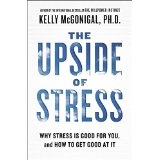 KELLY McGONIGAL, PH.D.
THE
UPSIDE OF
STRESS
WHY STRESS IS GOOD FOR YOU,
and HOW TO GET GOOD AT IT